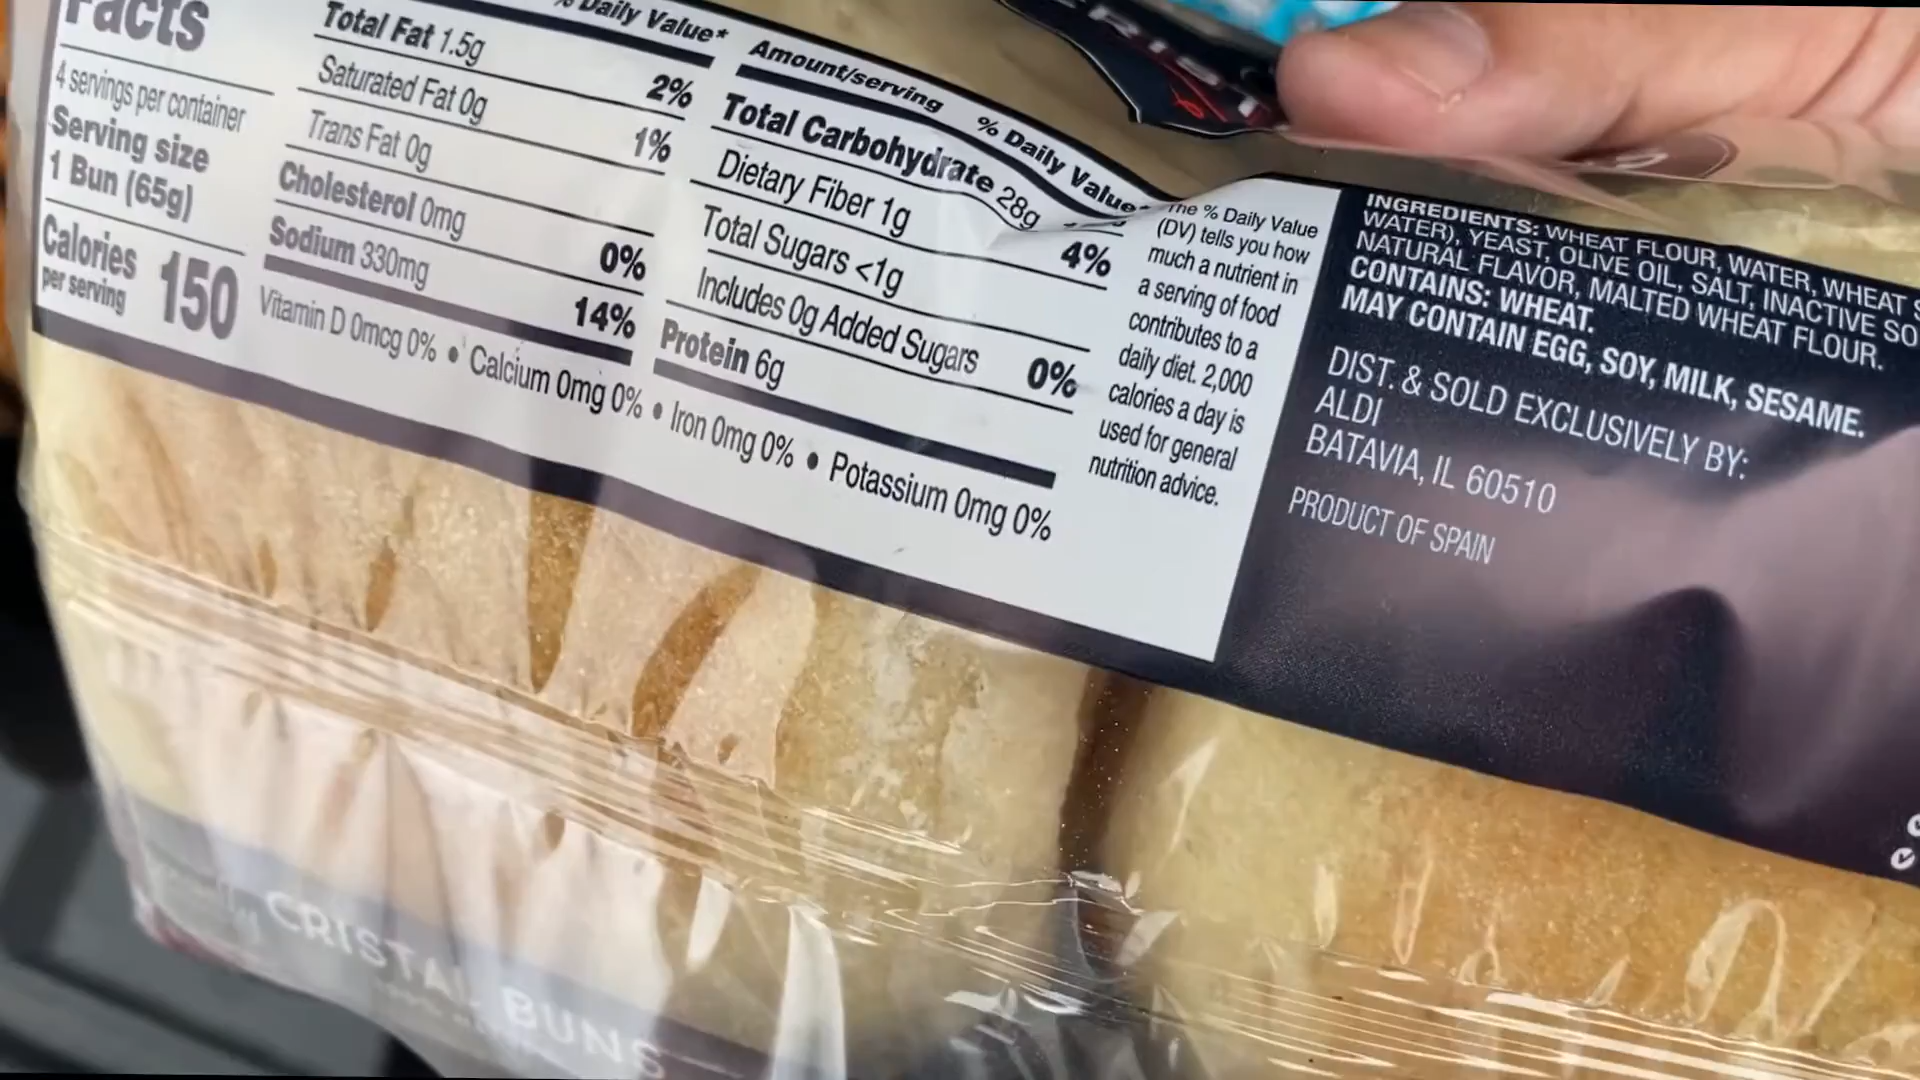 Facts
4 servings per container
Serving size
1 Bun (65g)
Calories
per serving
150
% Daily Value*
Total Fat 1.5g 2%
Saturated Fat 0g 1%
Trans Fat 0g
Cholesterol 0mg 0%
Sodium 330mg 14%
Amount/serving % Daily Value*
Total Carbohydrate 28g
Dietary Fiber 1g 4%
Total Sugars <1g
Includes 0g Added Sugars 0%
Protein 6g
Vitamin D 0mcg 0% • Calcium 0mg 0% • Iron 0mg 0% • Potassium 0mg 0%
The % Daily Value
(DV) tells you how
much a nutrient in
a serving of food
contributes to a
daily diet. 2,000
calories a day is
used for general
nutrition advice.
INGREDIENTS: WHEAT FLOUR, WATER, WHEAT
WATER), YEAST, OLIVE OIL, SALT, INACTIVE
NATURAL FLAVOR, MALTED WHEAT FLOUR.
CONTAINS: WHEAT.
MAY CONTAIN EGG, SOY, MILK, SESAME.
DIST. & SOLD EXCLUSIVELY BY:
ALDI
BATAVIA, IL 60510
PRODUCT OF SPAIN
CRISTAL BUNS